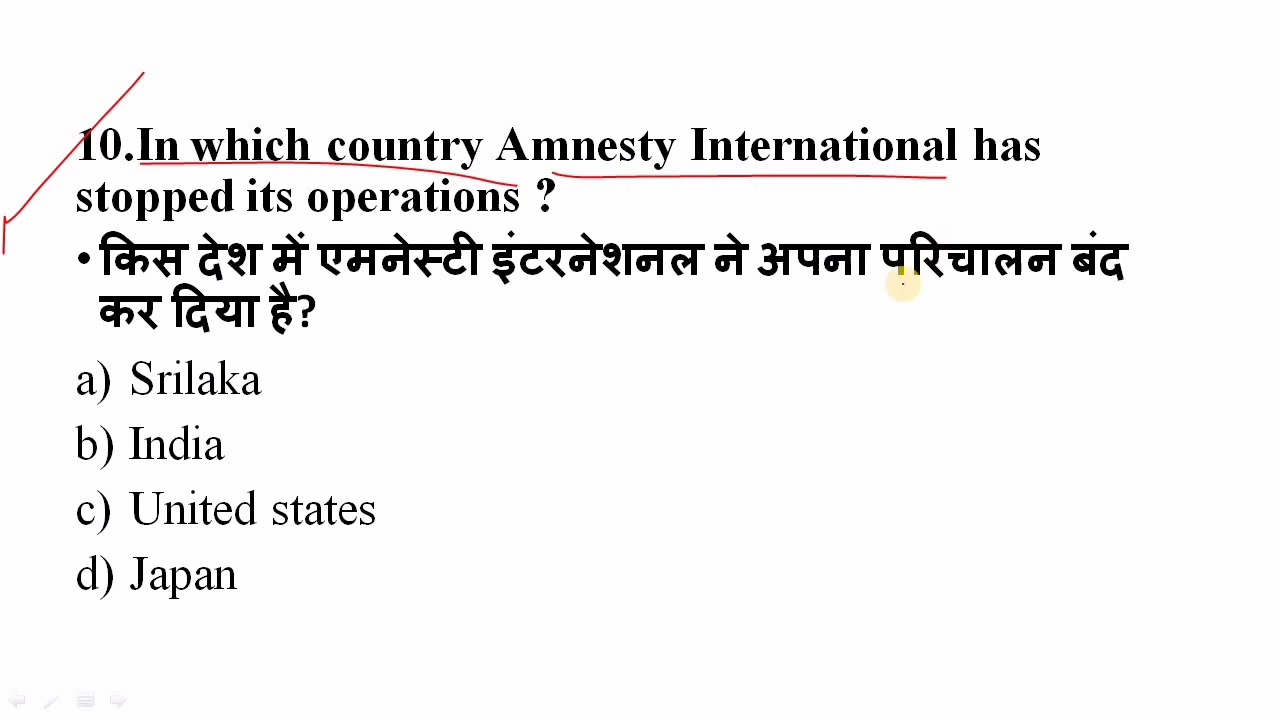 10.In which country Amnesty International has
stopped its operations ?
• किस देश में एमनेस्टी इंटरनेशनल ने अपना परिचालन बंद
कर दिया है?
a) Srilaka
b) India
c) United states
d) Japan